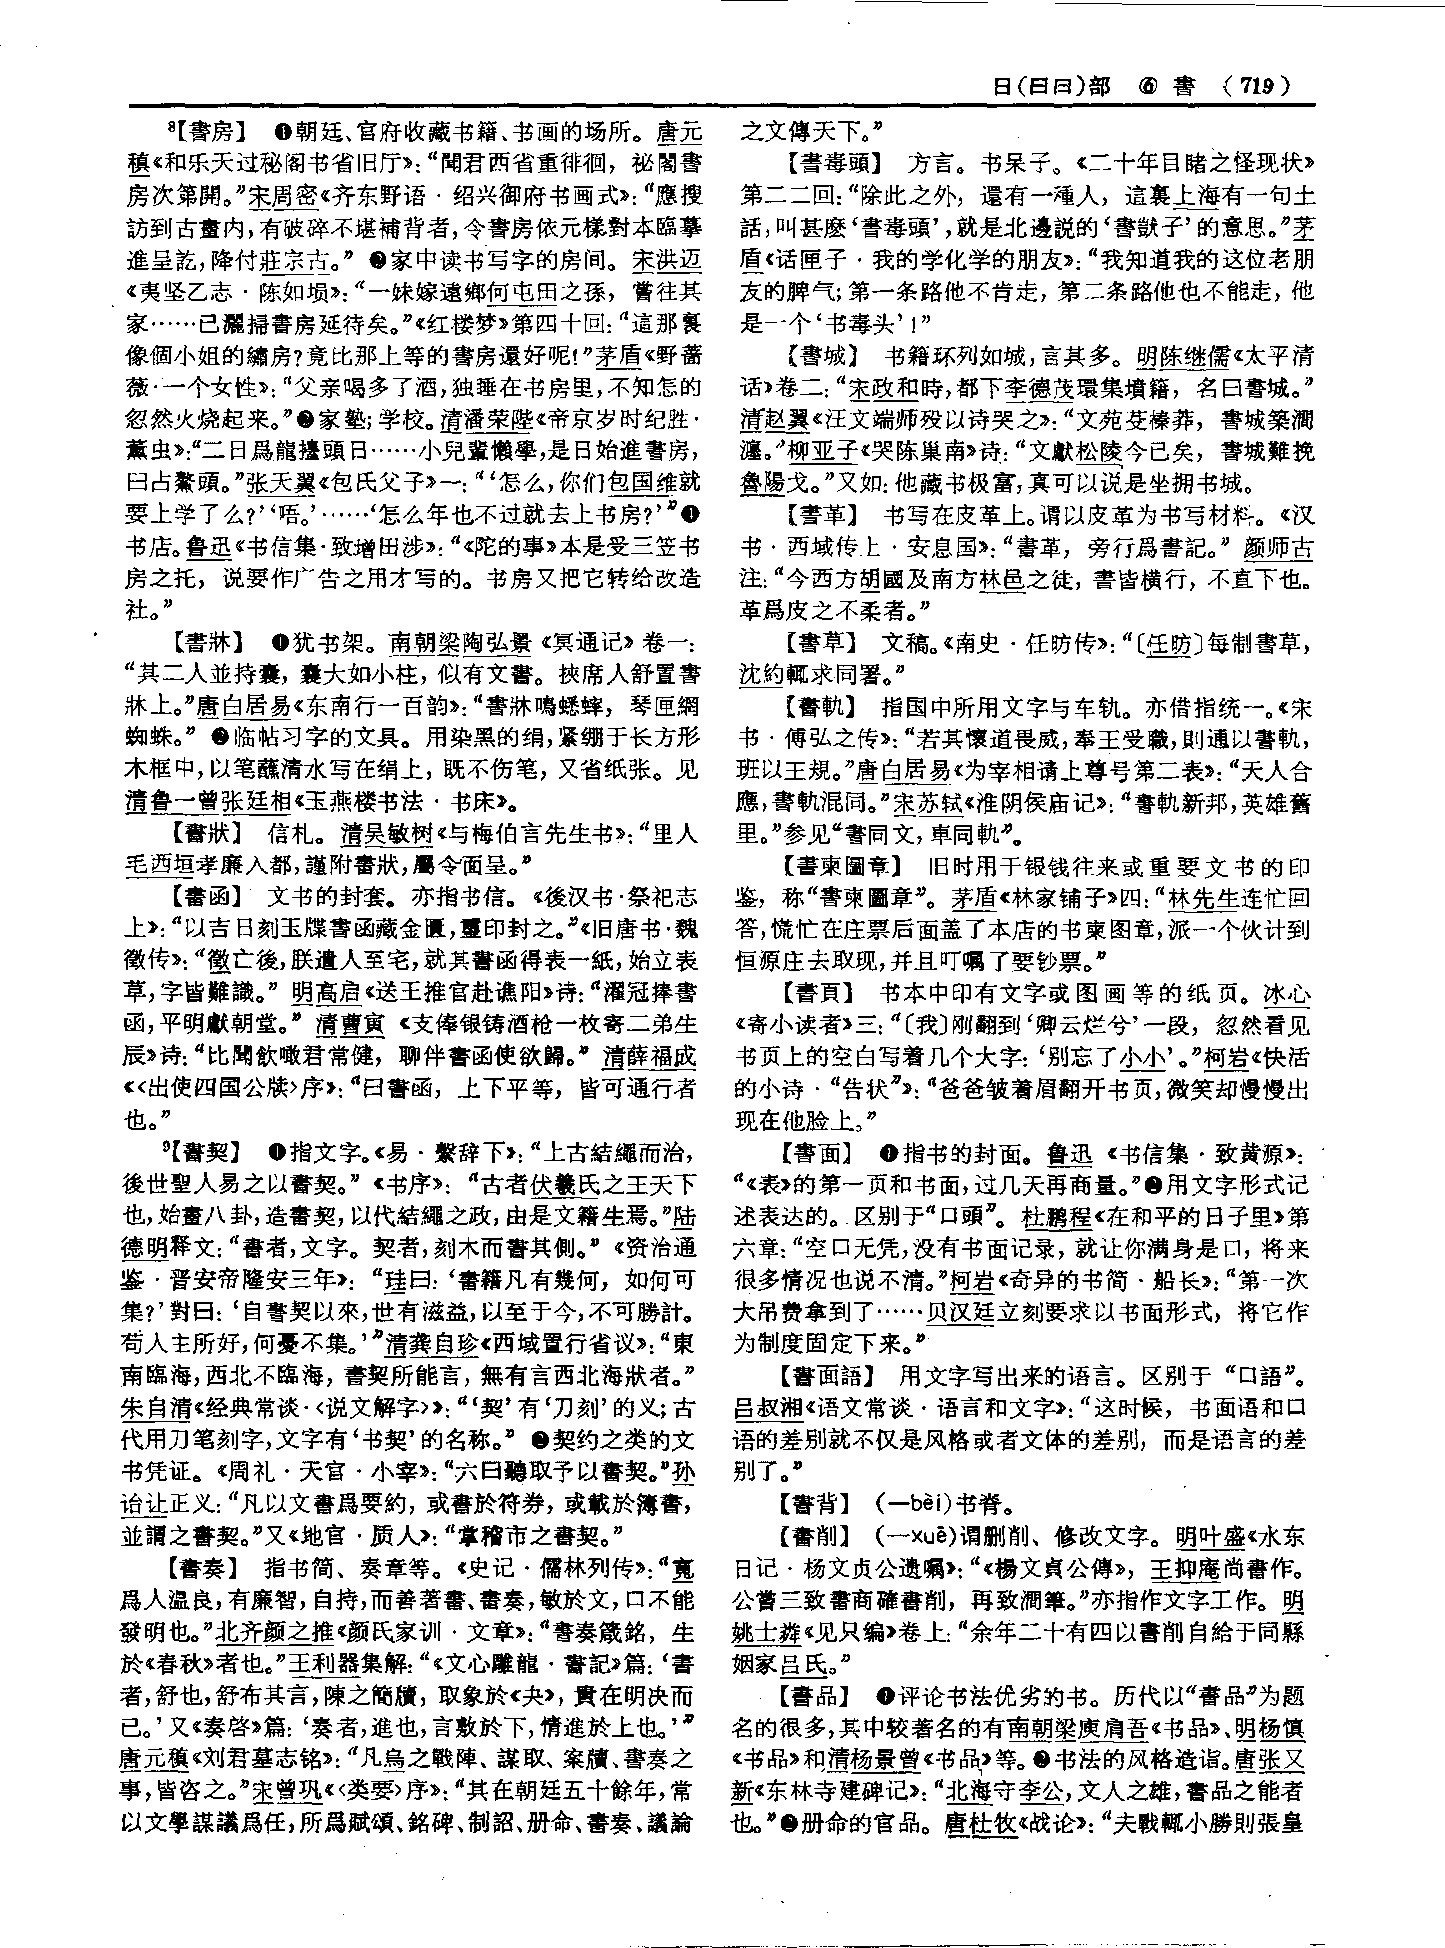 日(日曰)部 ⑥ 書 (719)
⁸【書房】 ❶朝廷、官府收藏书籍、书画的场所。唐元
稹《和乐天过秘阁书省旧厅》：“聞君西省重徘徊，祕閣書
房次第開。”宋周密《齐东野语·绍兴御府书画式》：“應搜
訪到古畫内，有破碎不堪補背者，令書房依元樣對本臨摹
進呈訖，降付莊宗古。” ❷家中读书写字的房间。宋洪迈
《夷坚乙志·陈如埙》：“一妹嫁遠鄉何屯田之孫，嘗往其
家……已灑掃書房延待矣。”《红楼梦》第四十回：“這那裏
像個小姐的繡房？竟比那上等的書房還好呢！”茅盾《野蔷
薇·一个女性》：“父亲喝多了酒，独睡在书房里，不知怎的
忽然火烧起来。”❸家塾；学校。清潘荣陛《帝京岁时纪胜·
薰虫》：“二日爲龍擡頭日……小兒輩懶學，是日始進書房，
曰占鰲頭。”张天翼《包氏父子》一：“‘怎么，你们包国维就
要上学了么？’‘唔。’……‘怎么年也不过就去上书房？’”❹
书店。鲁迅《书信集·致增田涉》：“《陀的事》本是受三笠书
房之托，说要作广告之用才写的。书房又把它转给改造
社。”
【書牀】 ❶犹书架。南朝梁陶弘景《冥通记》卷一：
“其二人並持囊，囊大如小柱，似有文書。挾席人舒置書
牀上。”唐白居易《东南行一百韵》：“書牀鳴蟋蟀，琴匣網
蜘蛛。” ❷临帖习字的文具。用染黑的绢，紧绷于长方形
木框中，以笔蘸清水写在绢上，既不伤笔，又省纸张。见
清鲁一曾张廷相《玉燕楼书法·书床》。
【書狀】 信札。清吴敏树《与梅伯言先生书》：“里人
毛西垣孝廉入都，謹附書狀，屬令面呈。”
【書函】 文书的封套。亦指书信。《後汉书·祭祀志
上》：“以吉日刻玉牒書函藏金匱，璽印封之。”《旧唐书·魏
徵传》：“徵亡後，朕遣人至宅，就其書函得表一紙，始立表
草，字皆難識。” 明高启《送王推官赴谯阳》诗：“濯冠捧書
函，平明獻朝堂。” 清曹寅《支俸银铸酒枪一枚寄二弟生
辰》诗：“比聞飲噉君常健，聊伴書函使欲歸。” 清薛福成
《〈出使四国公牍〉序》：“曰書函，上下平等，皆可通行者
也。”
⁹【書契】 ❶指文字。《易·繫辞下》：“上古結繩而治，
後世聖人易之以書契。” 《书序》：“古者伏羲氏之王天下
也，始畫八卦，造書契，以代結繩之政，由是文籍生焉。”陆
德明释文：“書者，文字。契者，刻木而書其側。” 《资治通
鉴·晋安帝隆安三年》：“珪曰：‘書籍凡有幾何，如何可
集？’對曰：‘自書契以來，世有滋益，以至于今，不可勝計。
苟人主所好，何憂不集。’”清龚自珍《西域置行省议》：“東
南臨海，西北不臨海，書契所能言，無有言西北海狀者。”
朱自清《经典常谈·〈说文解字〉》：“‘契’有‘刀刻’的义；古
代用刀笔刻字，文字有‘书契’的名称。” ❷契约之类的文
书凭证。《周礼·天官·小宰》：“六曰聽取予以書契。”孙
诒让正义：“凡以文書爲要約，或書於符券，或載於簿書，
並謂之書契。”又《地官·质人》：“掌稽市之書契。”
【書奏】 指书简、奏章等。《史记·儒林列传》：“寬
爲人温良，有廉智，自持，而善著書、書奏，敏於文，口不能
發明也。”北齐颜之推《颜氏家训·文章》：“書奏箴銘，生
於《春秋》者也。”王利器集解：“《文心雕龍·書記》篇：‘書
者，舒也，舒布其言，陳之簡牘，取象於《夬》，貴在明决而
已。’又《奏啓》篇：‘奏者，進也，言敷於下，情進於上也。’”
唐元稹《刘君墓志铭》：“凡烏之戰陣、謀取、案牘、書奏之
事，皆咨之。”宋曾巩《〈类要〉序》：“其在朝廷五十餘年，常
以文學謀議爲任，所爲賦頌、銘碑、制詔、册命、書奏、議論
之文傳天下。”
【書毒頭】 方言。书呆子。《二十年目睹之怪现状》
第二二回：“除此之外，還有一種人，這裏上海有一句土
話，叫甚麽‘書毒頭’，就是北邊説的‘書獃子’的意思。”茅
盾《话匣子·我的学化学的朋友》：“我知道我的这位老朋
友的脾气；第一条路他不肯走，第二条路他也不能走，他
是一个‘书毒头’！”
【書城】 书籍环列如城，言其多。明陈继儒《太平清
话》卷二：“宋政和時，都下李德茂環集墳籍，名曰書城。”
清赵翼《汪文端师殁以诗哭之》：“文苑芟榛莽，書城築澗
瀍。”柳亚子《哭陈巢南》诗：“文獻松陵今已矣，書城難挽
魯陽戈。”又如：他藏书极富，真可以说是坐拥书城。
【書革】 书写在皮革上。谓以皮革为书写材料。《汉
书·西域传上·安息国》：“書革，旁行爲書記。” 颜师古
注：“今西方胡國及南方林邑之徒，書皆横行，不直下也。
革爲皮之不柔者。”
【書草】 文稿。《南史·任昉传》：“〔任昉〕每制書草，
沈約輒求同署。”
【書軌】 指国中所用文字与车轨。亦借指统一。《宋
书·傅弘之传》：“若其懷道畏威，奉王受職，則通以書軌，
班以王規。”唐白居易《为宰相请上尊号第二表》：“天人合
應，書軌混同。”宋苏轼《淮阴侯庙记》：“書軌新邦，英雄舊
里。”参见“書同文，車同軌”。
【書柬圖章】 旧时用于银钱往来或重要文书的印
鉴，称“書柬圖章”。茅盾《林家铺子》四：“林先生连忙回
答，慌忙在庄票后面盖了本店的书柬图章，派一个伙计到
恒源庄去取现，并且叮嘱了要钞票。”
【書頁】 书本中印有文字或图画等的纸页。冰心
《寄小读者》三：“〔我〕刚翻到‘卿云烂兮’一段，忽然看见
书页上的空白写着几个大字：‘别忘了小小’。”柯岩《快活
的小诗·“告状”》：“爸爸皱着眉翻开书页，微笑却慢慢出
现在他脸上。”
【書面】 ❶指书的封面。鲁迅《书信集·致黄源》：
“《表》的第一页和书面，过几天再商量。”❷用文字形式记
述表达的。区别于“口頭”。杜鹏程《在和平的日子里》第
六章：“空口无凭，没有书面记录，就让你满身是口，将来
很多情况也说不清。”柯岩《奇异的书简·船长》：“第一次
大吊费拿到了……贝汉廷立刻要求以书面形式，将它作
为制度固定下来。”
【書面語】 用文字写出来的语言。区别于“口語”。
吕叔湘《语文常谈·语言和文字》：“这时候，书面语和口
语的差别就不仅是风格或者文体的差别，而是语言的差
别了。”
【書背】 （—bèi）书脊。
【書削】 （—xuē）谓删削、修改文字。明叶盛《水东
日记·杨文贞公遗嘱》：“《楊文貞公傳》，王抑庵尚書作。
公嘗三致書商確書削，再致潤筆。”亦指作文字工作。明
姚士粦《见只编》卷上：“余年二十有四以書削自給于同縣
姻家吕氏。”
【書品】 ❶评论书法优劣的书。历代以“書品”为题
名的很多，其中较著名的有南朝梁庾肩吾《书品》、明杨慎
《书品》和清杨景曾《书品》等。❷书法的风格造诣。唐张又
新《东林寺建碑记》：“北海守李公，文人之雄，書品之能者
也。”❸册命的官品。唐杜牧《战论》：“夫戰輒小勝則張皇